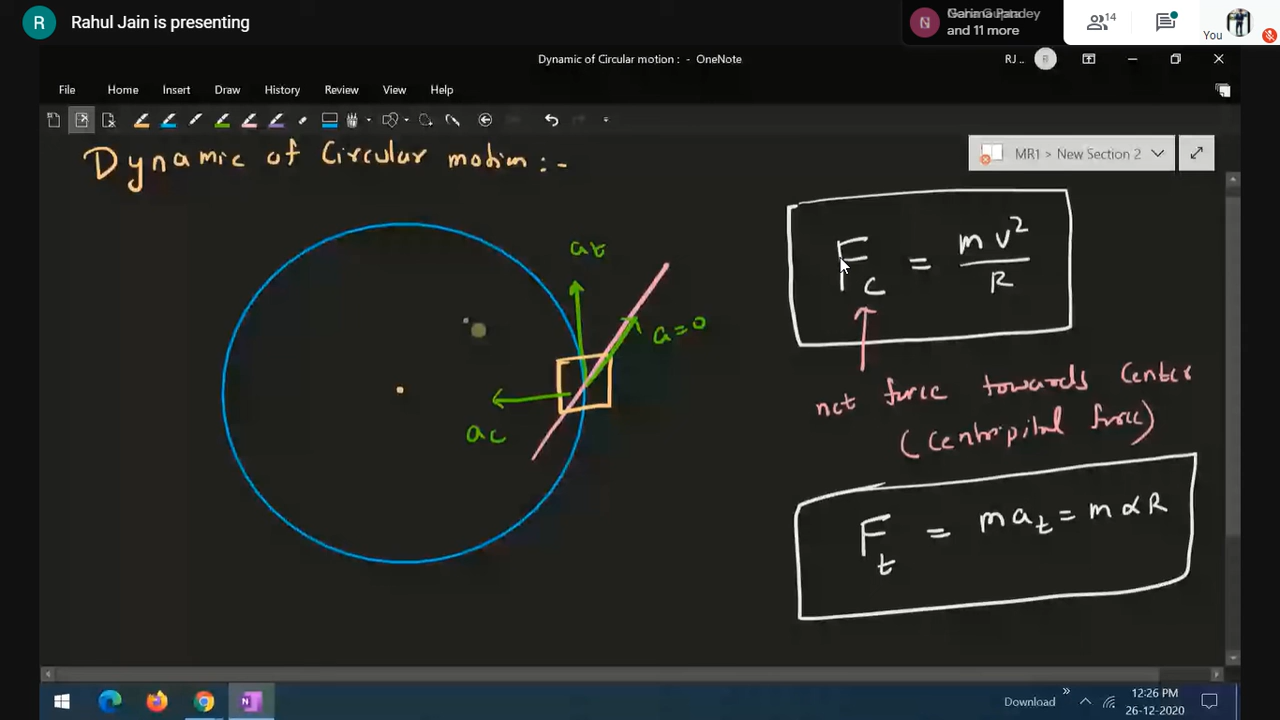 R Rahul Jain is presenting
N
and 11 more
14
You
Dynamic of Circular motion : - OneNote
RJ ..
R
File Home Insert Draw History Review View Help
MR1 > New Section 2
Dynamic of Circular motion :-
at
a=0
ac
Fc = mv²/R
net force towards Center
(Centripital force)
Ft = mat = mαR
Download
12:26 PM
26-12-2020